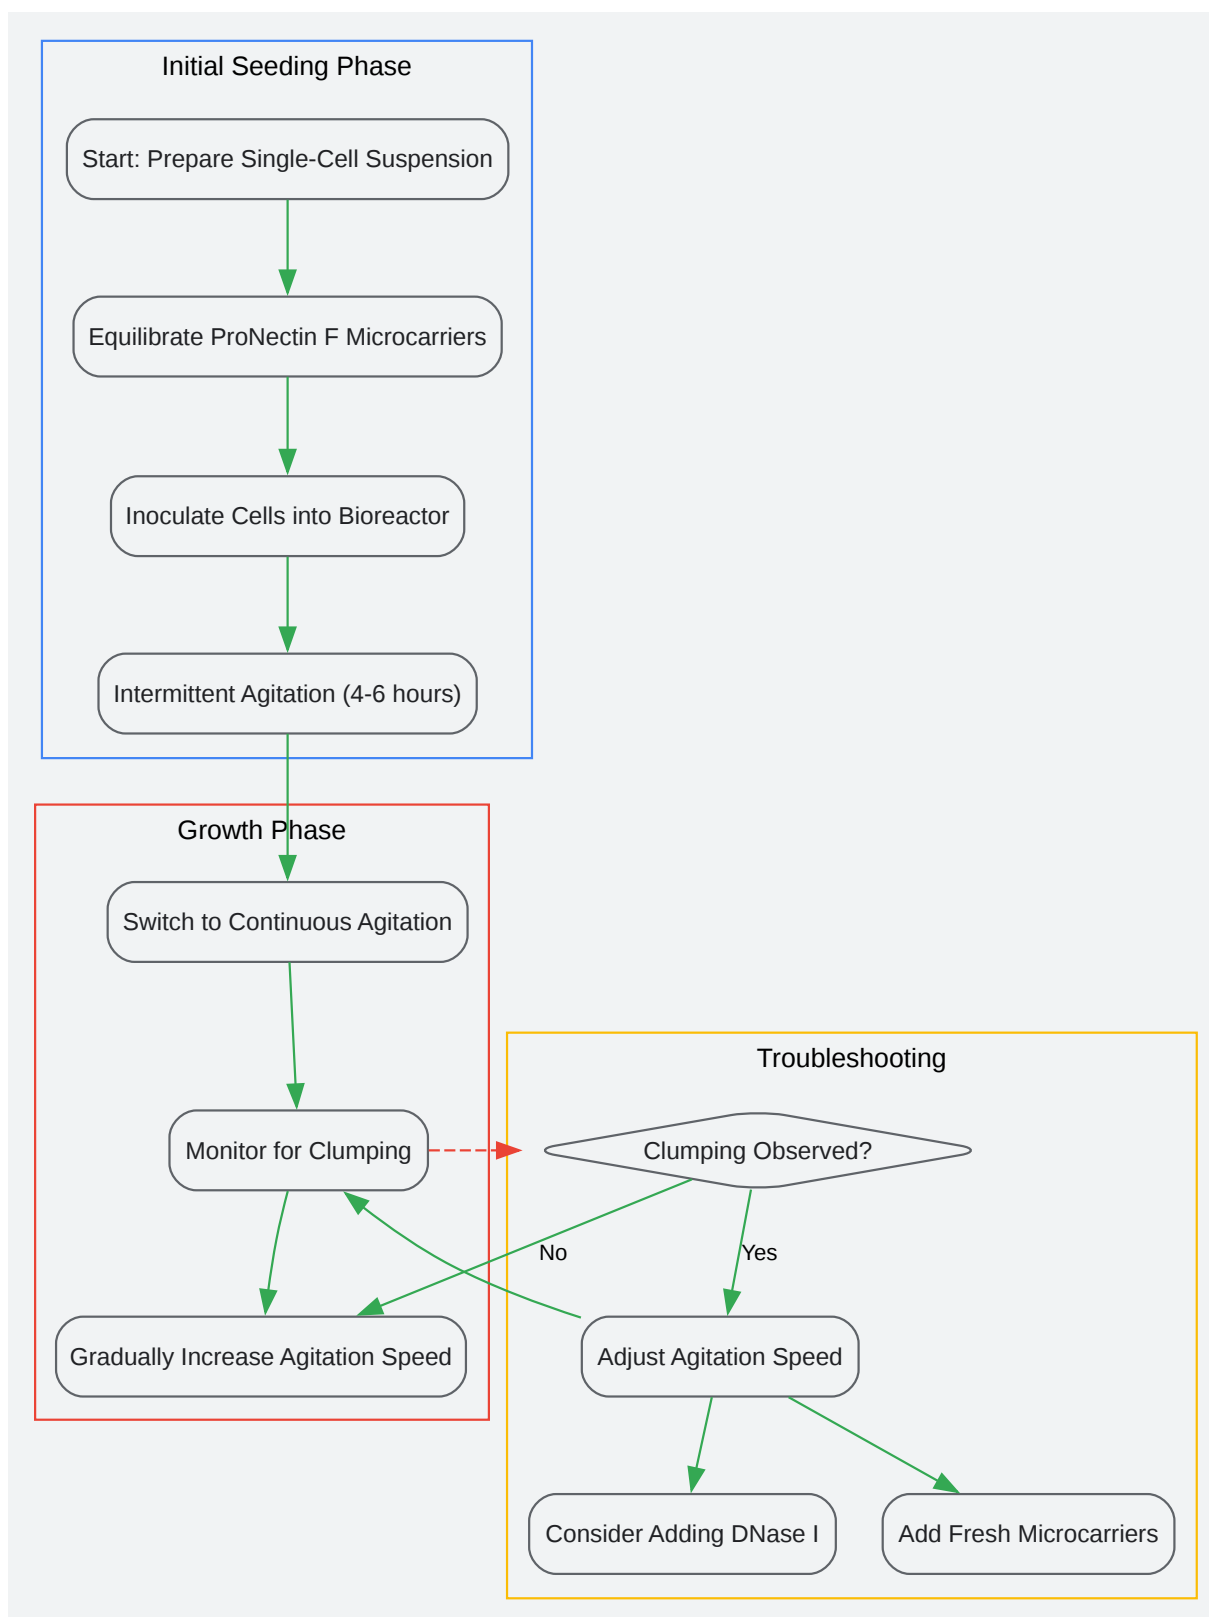 Initial Seeding Phase
Start: Prepare Single-Cell Suspension
Equilibrate ProNectin F Microcarriers
Inoculate Cells into Bioreactor
Intermittent Agitation (4-6 hours)
Growth Phase
Switch to Continuous Agitation
Troubleshooting
Monitor for Clumping
Clumping Observed?
No
Yes
Gradually Increase Agitation Speed
Adjust Agitation Speed
Consider Adding DNase I
Add Fresh Microcarriers